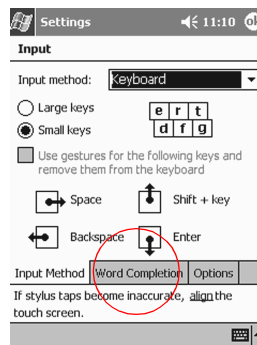 Settings 11:10 ok
Input
Input method: Keyboard
Large keys
Small keys
e r t
d f g
Use gestures for the following keys and
remove them from the keyboard
Space Shift + key
Backspace Enter
Input Method Word Completion Options
If stylus taps become inaccurate, align the
touch screen.